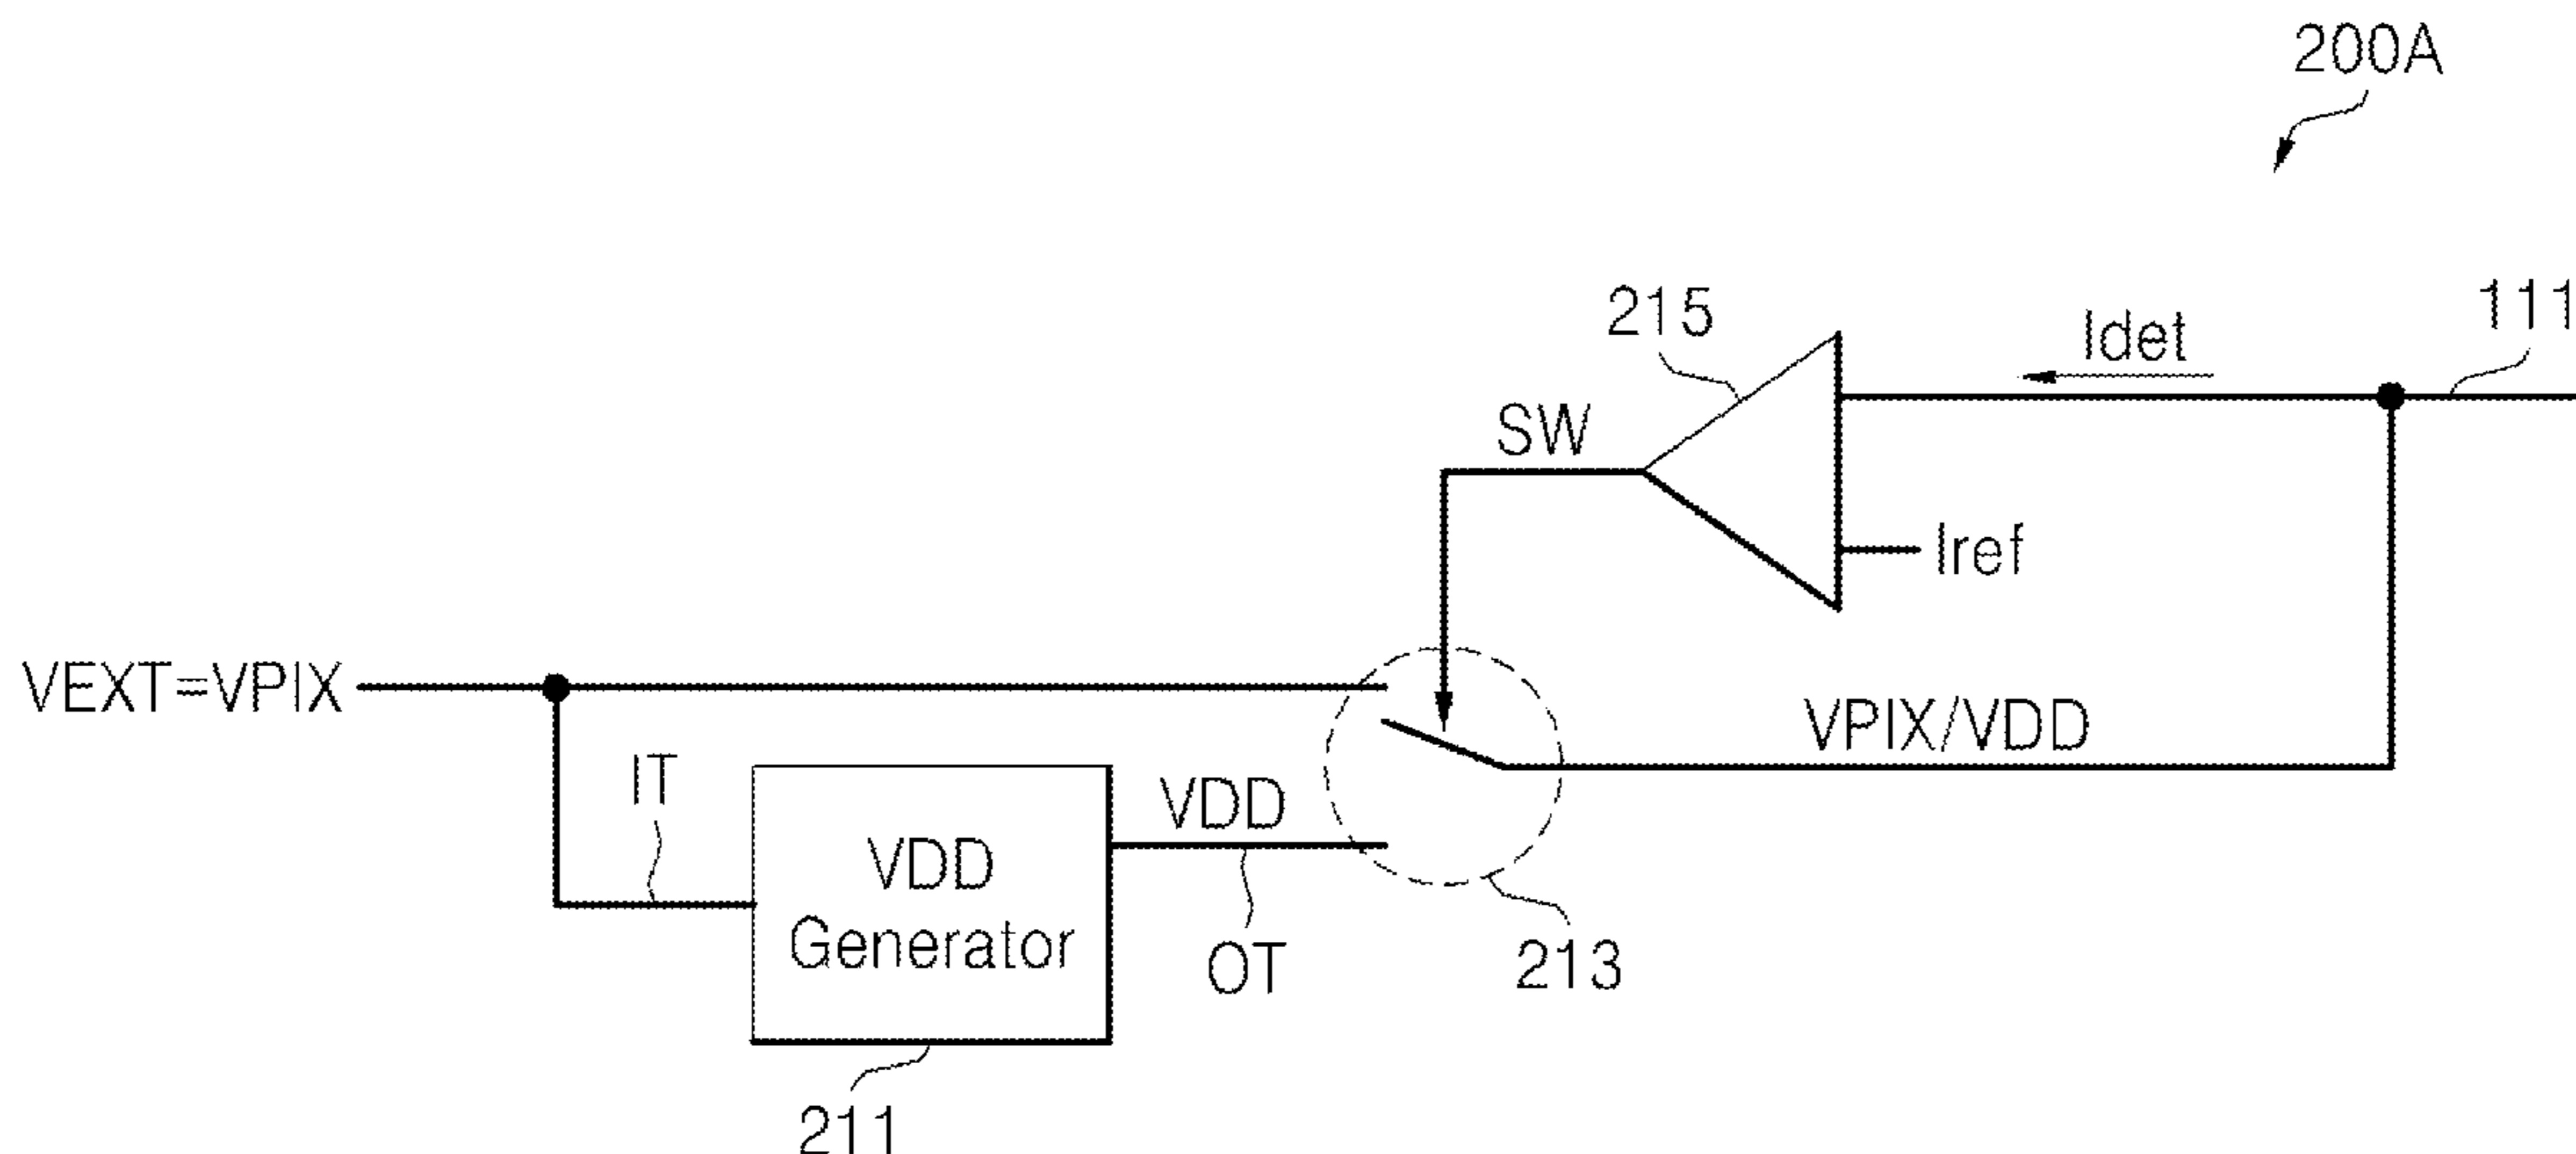 200A
111
Idet
215
SW
Iref
VEXT=VPIX
VPIX/VDD
IT
VDD
VDD
Generator
OT
213
211